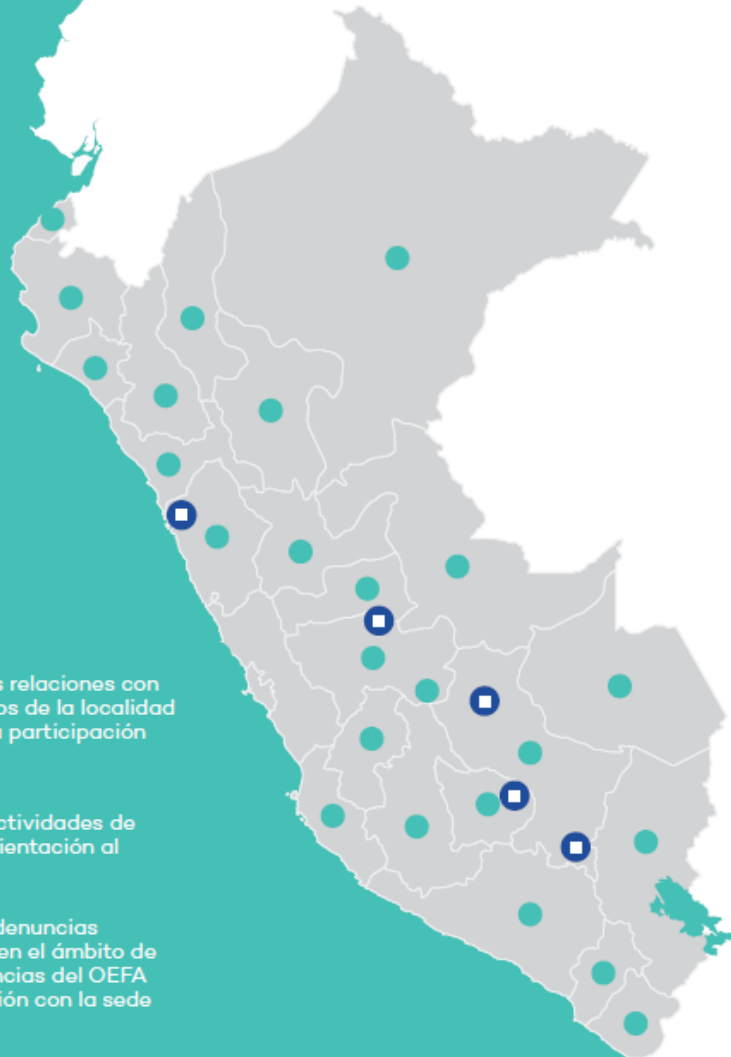 s relaciones con
os de la localidad
a participación
ctividades de
ientación al
denuncias
en el ámbito de
ncias del OEFA
ión con la sede